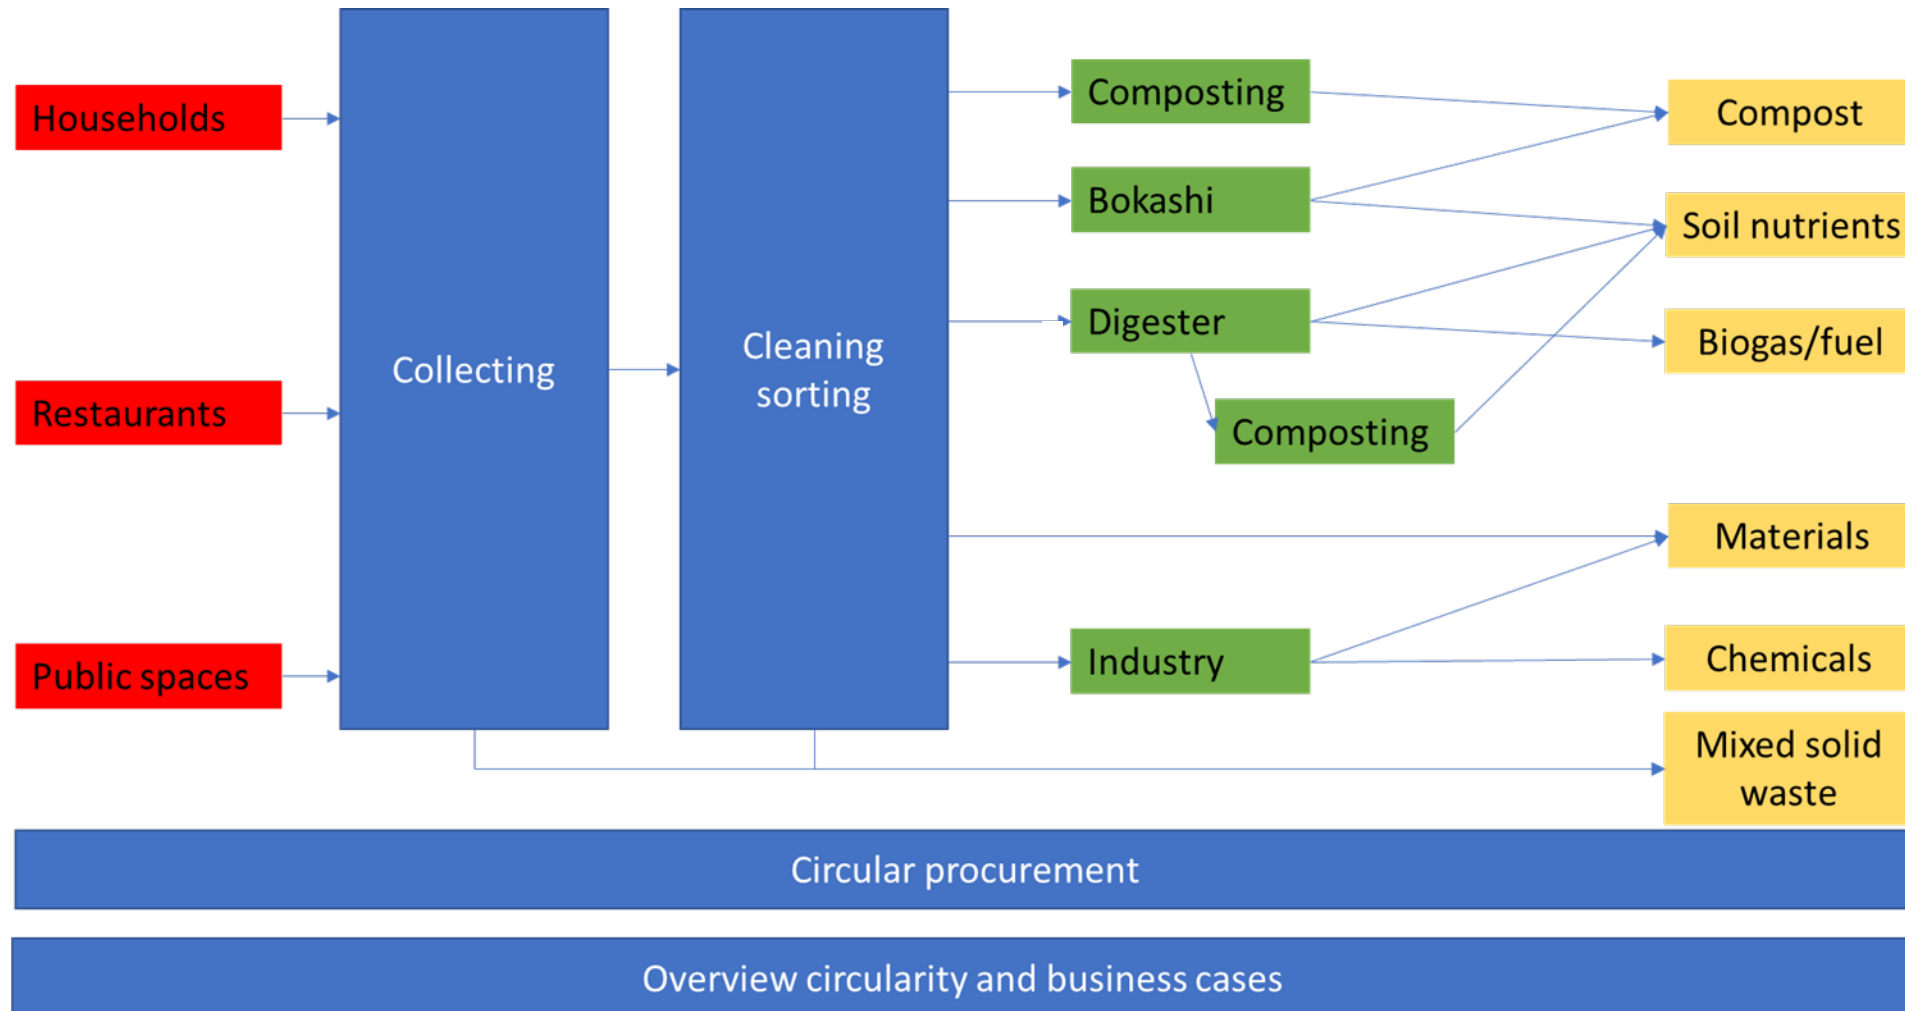 Households
Restaurants
Public spaces
Collecting
Cleaning
sorting
Composting
Bokashi
Digester
Composting
Industry
Compost
Soil nutrients
Biogas/fuel
Materials
Chemicals
Mixed solid
waste
Circular procurement
Overview circularity and business cases